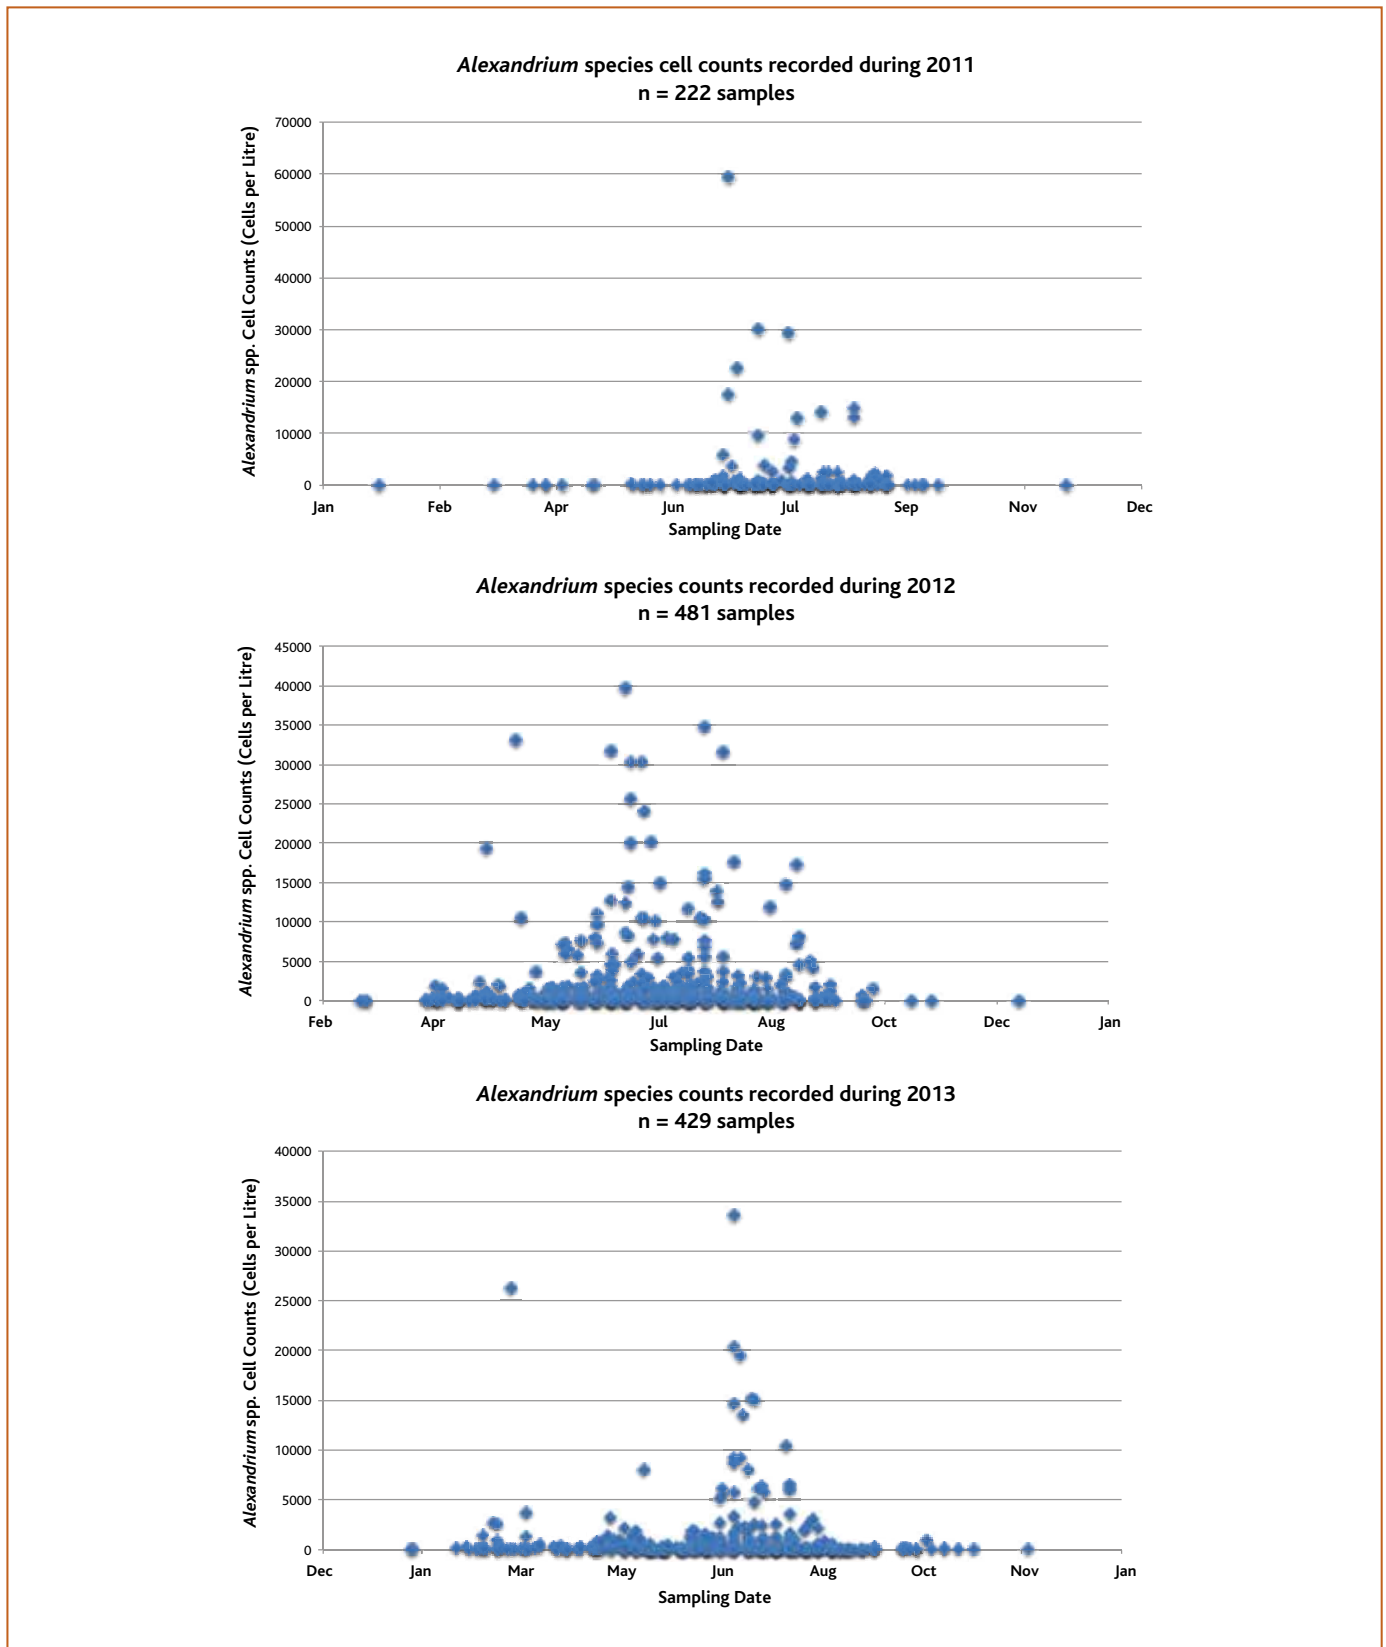 Alexandrium species cell counts recorded during 2011
n = 222 samples
Alexandrium spp. Cell Counts (Cells per Litre)
70000
60000
50000
40000
30000
20000
10000
0
Jan Feb Apr Jun Jul Sep Nov Dec
Sampling Date
Alexandrium species counts recorded during 2012
n = 481 samples
Alexandrium spp. Cell Counts (Cells per Litre)
45000
40000
35000
30000
25000
20000
15000
10000
5000
0
Feb Apr May Jul Aug Oct Dec Jan
Sampling Date
Alexandrium species counts recorded during 2013
n = 429 samples
Alexandrium spp. Cell Counts (Cells per Litre)
40000
35000
30000
25000
20000
15000
10000
5000
0
Dec Jan Mar May Jun Aug Oct Nov Jan
Sampling Date